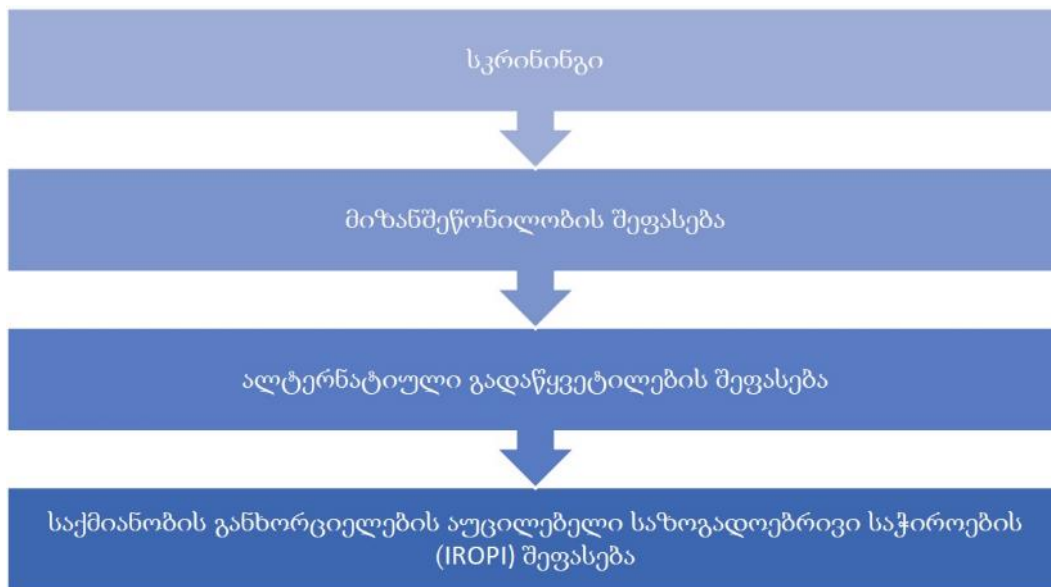 სკრინინგი
მიზანშეწონილობის შეფასება
ალტერნატიული გადაწყვეტილების შეფასება
საქმიანობის განხორციელების აუცილებელი საზოგადოებრივი საჭიროების
(IROPI) შეფასება